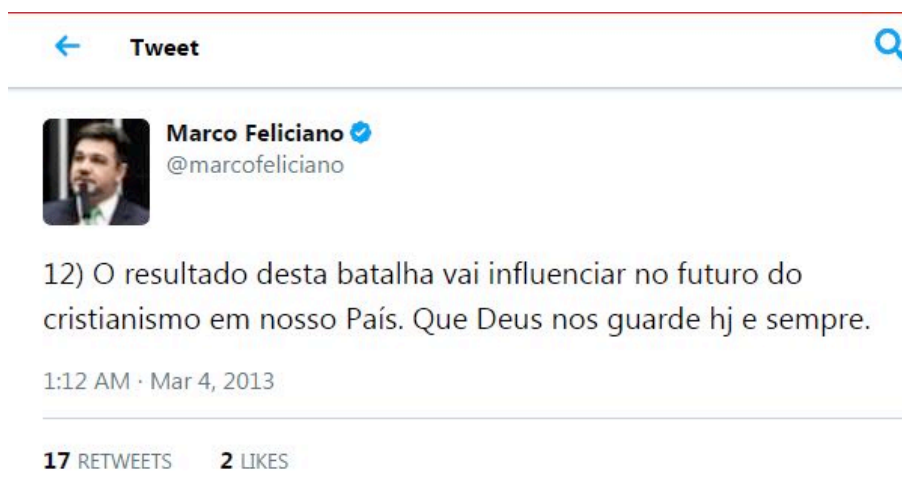 Tweet
Marco Feliciano
@marcofeliciano
12) O resultado desta batalha vai influenciar no futuro do
cristianismo em nosso País. Que Deus nos guarde hj e sempre.
1:12 AM · Mar 4, 2013
17 RETWEETS 2 LIKES